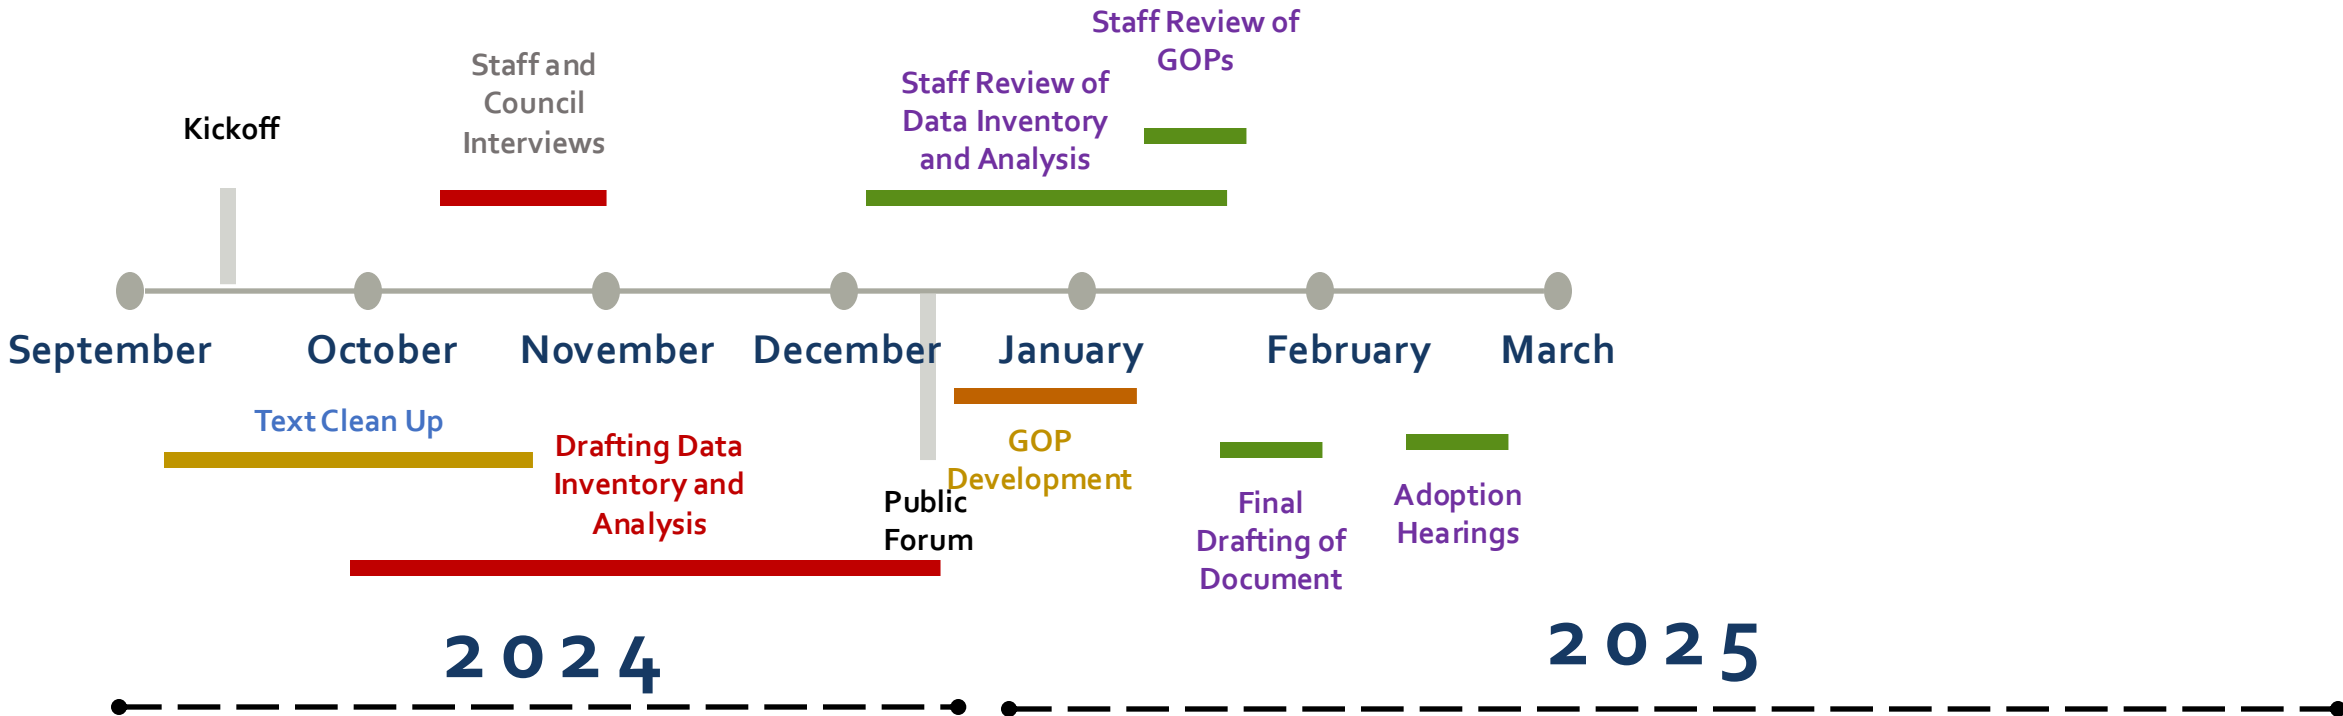 Staff Review of
GOPs
Staff and
Council
Interviews
Staff Review of
Data Inventory
and Analysis
Kickoff
September
October
November
December
January
February
March
Text Clean Up
Drafting Data
Inventory and
Analysis
Public
Forum
GOP
Development
Final
Drafting of
Document
Adoption
Hearings
2024
2025